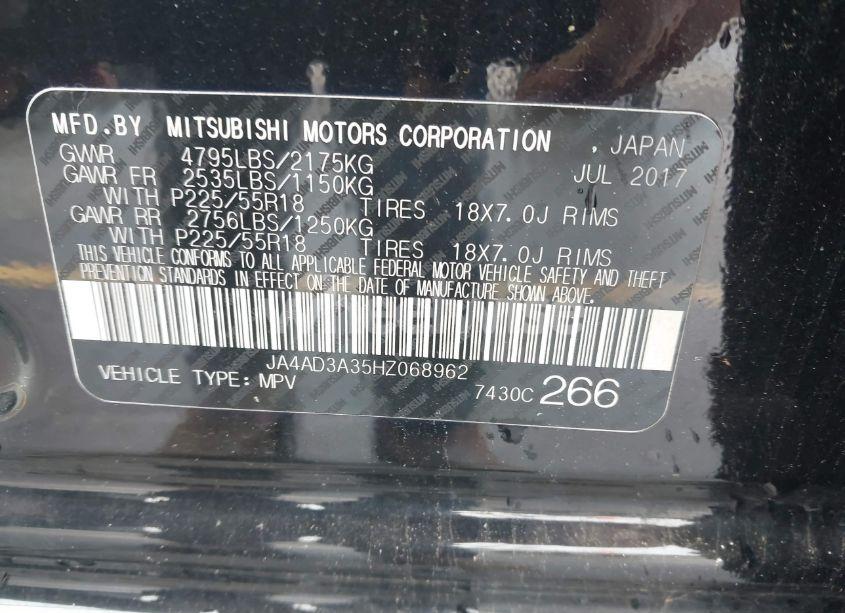 MFD.BY MITSUBISHI MOTORS CORPORATION , JAPAN
GVWR 4795LBS/2175KG JUL 2017
GAWR FR 2535LBS/1150KG
WITH P225/55R18 TIRES 18X7.0J RIMS
GAWR RR 2756LBS/1250KG
WITH P225/55R18 TIRES 18X7.0J RIMS
THIS VEHICLE CONFORMS TO ALL APPLICABLE FEDERAL MOTOR VEHICLE SAFETY AND THEFT
PREVENTION STANDARDS IN EFFECT ON THE DATE OF MANUFACTURE SHOWN ABOVE.
JA4AD3A35HZ068962
VEHICLE TYPE: MPV 7430C 266